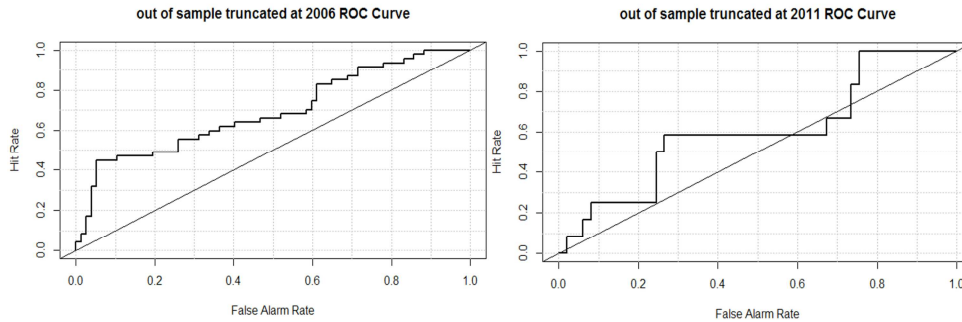 out of sample truncated at 2006 ROC Curve
1.0
0.8
0.6
0.4
0.2
0.0
Hit Rate
0.0 0.2 0.4 0.6 0.8 1.0
False Alarm Rate
out of sample truncated at 2011 ROC Curve
1.0
0.8
0.6
0.4
0.2
0.0
Hit Rate
0.0 0.2 0.4 0.6 0.8 1.0
False Alarm Rate